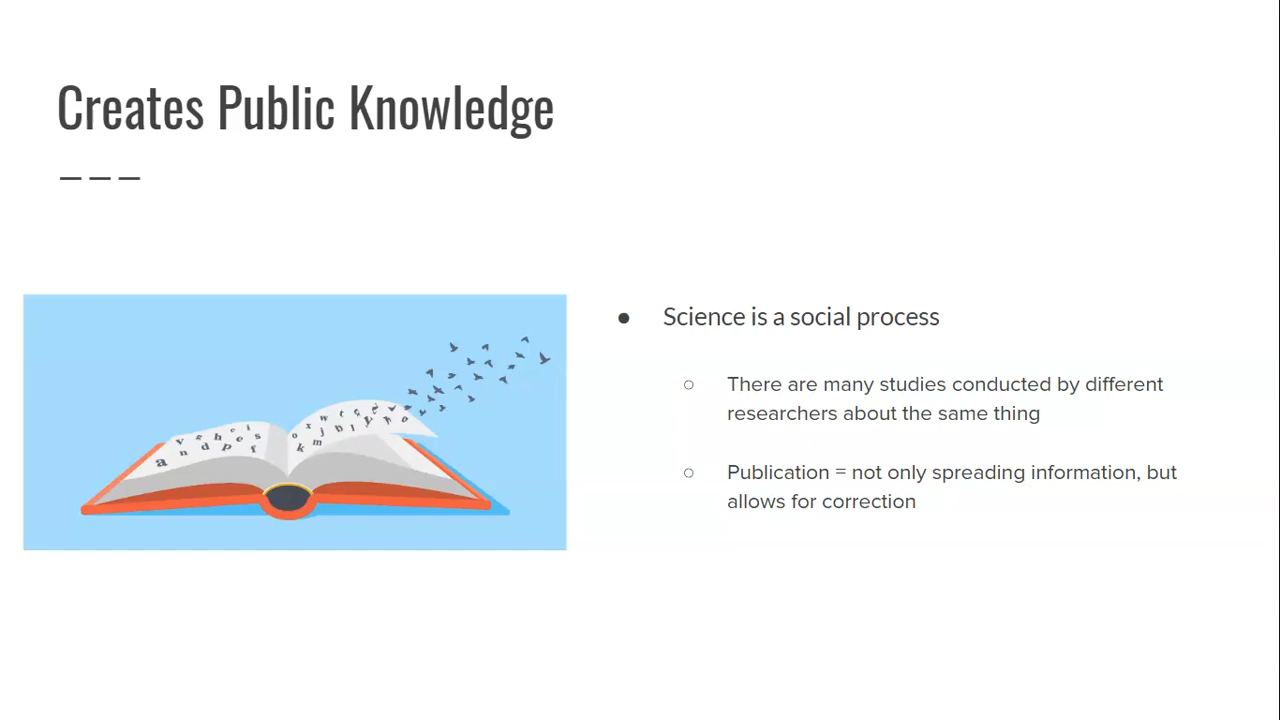 Creates Public Knowledge
● Science is a social process
○ There are many studies conducted by different
researchers about the same thing
○ Publication = not only spreading information, but
allows for correction